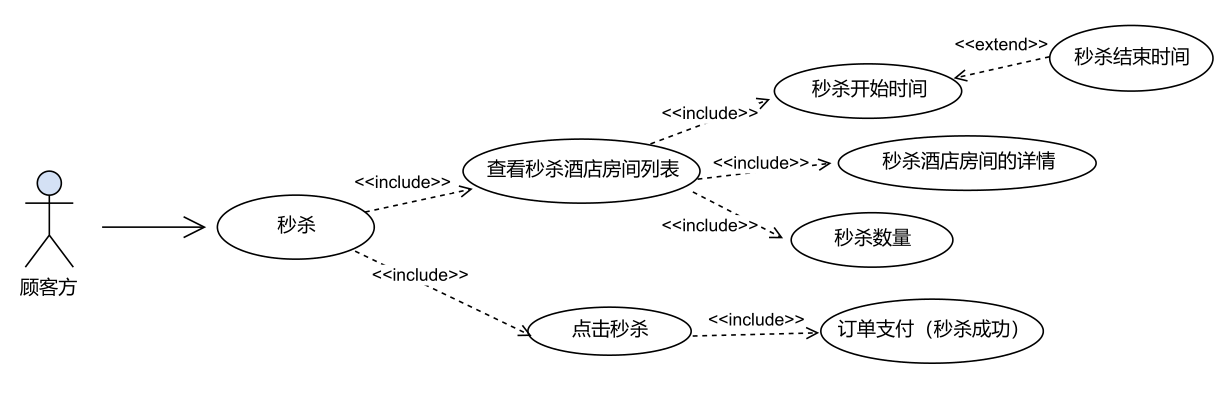 <<extend>>
秒杀结束时间
秒杀开始时间
<<include>>
查看秒杀酒店房间列表
<<include>>
秒杀酒店房间的详情
<<include>>
秒杀
<<include>>
秒杀数量
顾客方
<<include>>
点击秒杀
<<include>>
订单支付（秒杀成功）